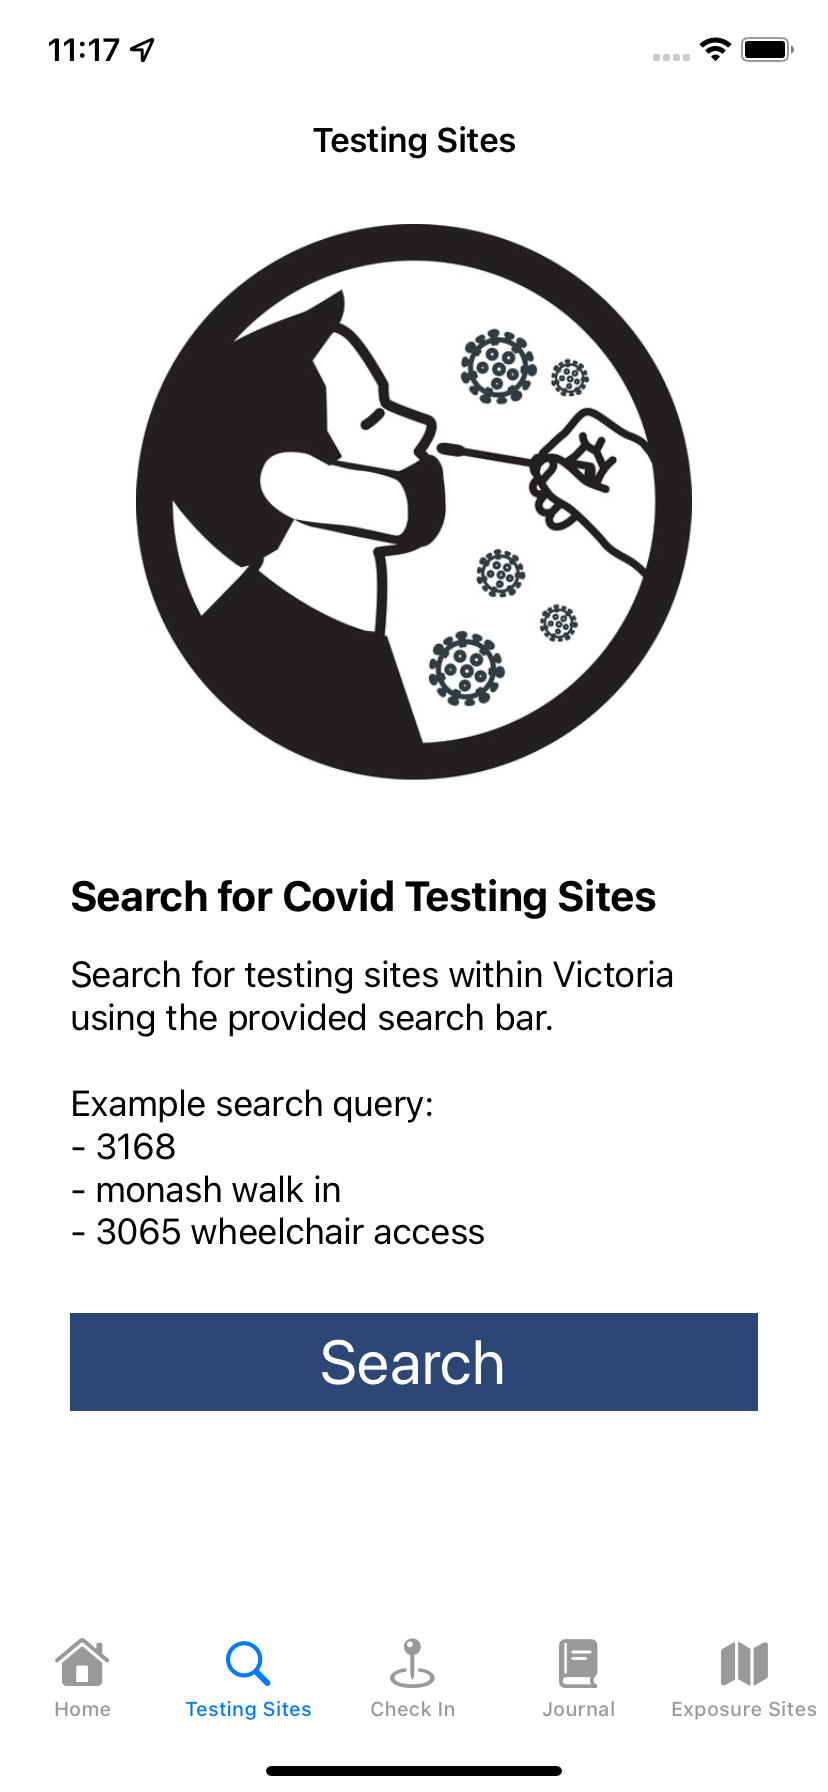 11:17
Testing Sites
Search for Covid Testing Sites
Search for testing sites within Victoria
using the provided search bar.
Example search query:
- 3168
- monash walk in
- 3065 wheelchair access
Search
Home
Testing Sites
Check In
Journal
Exposure Sites